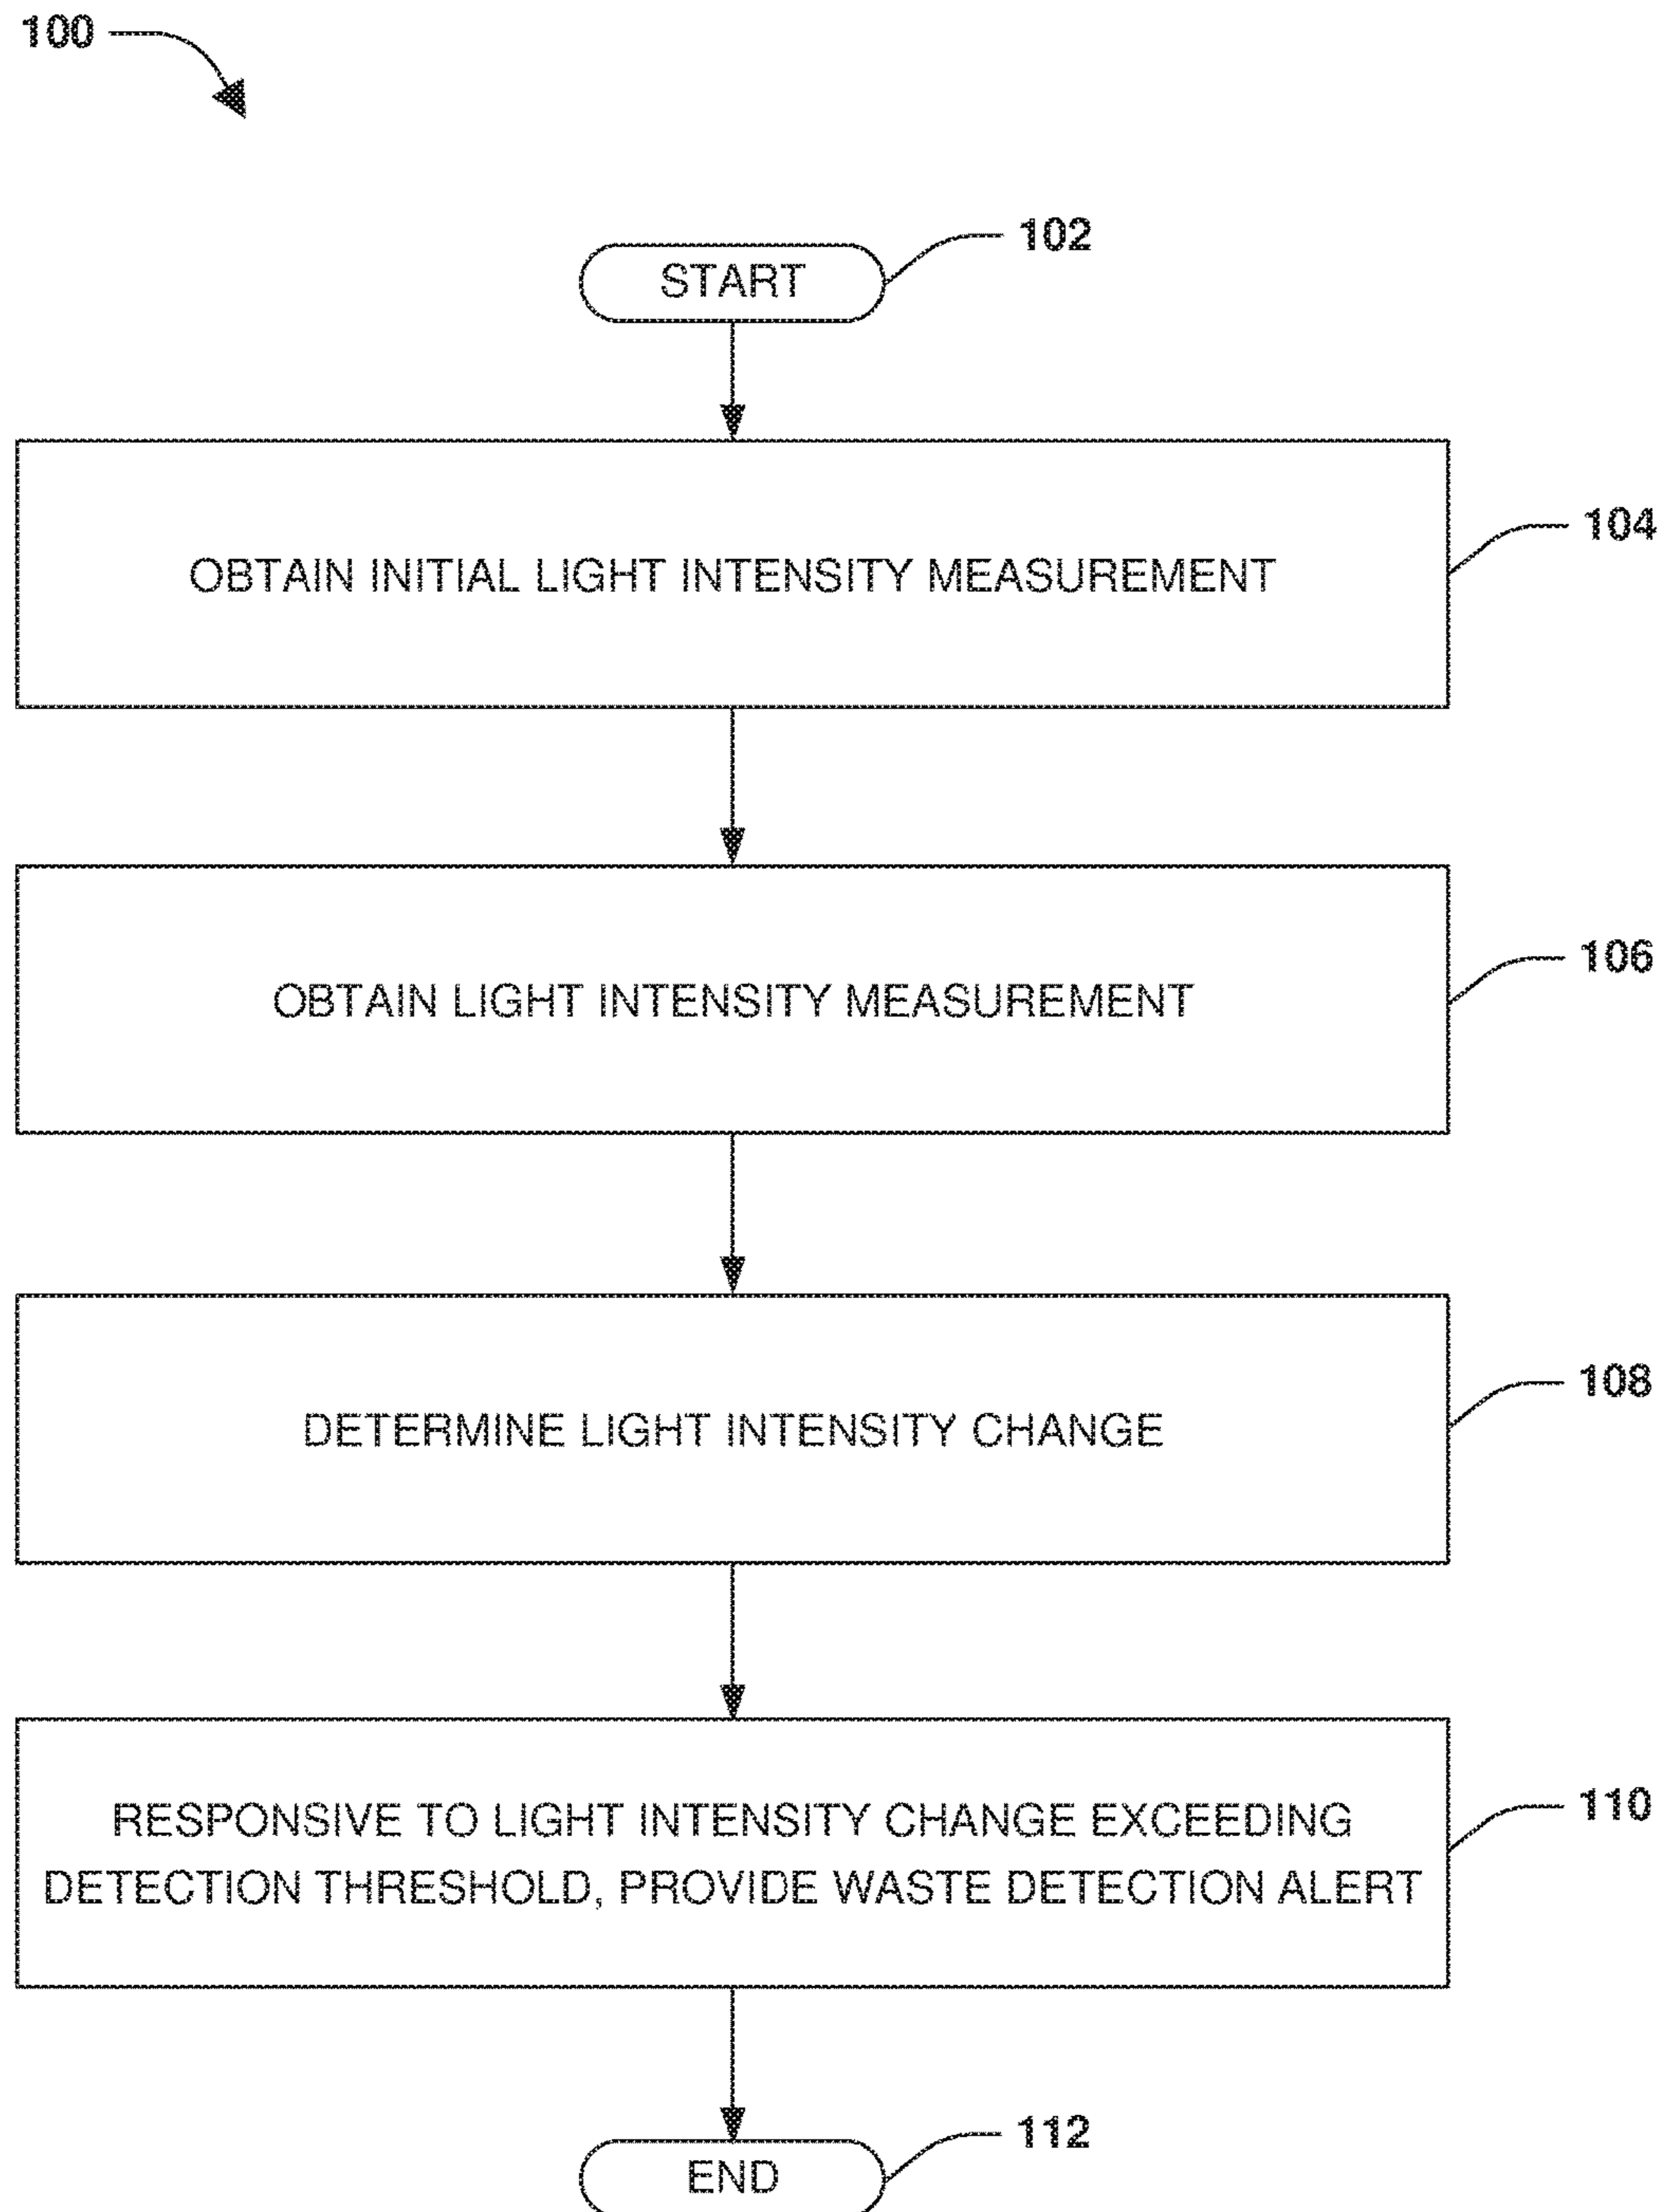 100
102
START
104
OBTAIN INITIAL LIGHT INTENSITY MEASUREMENT
106
OBTAIN LIGHT INTENSITY MEASUREMENT
108
DETERMINE LIGHT INTENSITY CHANGE
110
RESPONSIVE TO LIGHT INTENSITY CHANGE EXCEEDING
DETECTION THRESHOLD, PROVIDE WASTE DETECTION ALERT
112
END